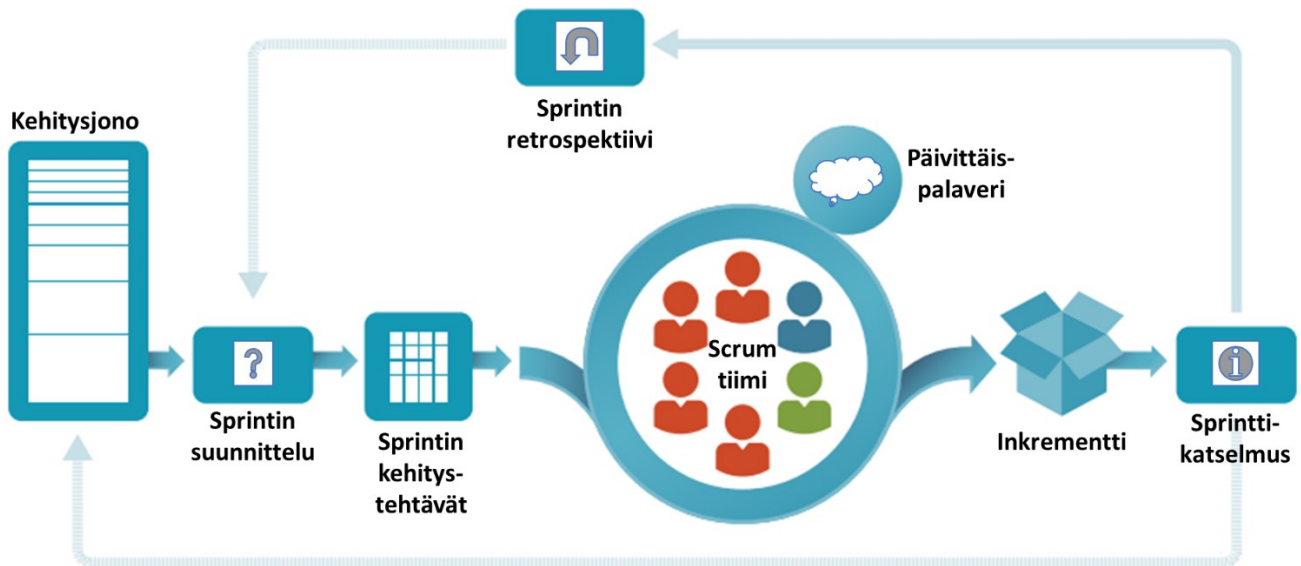 Sprintin
retrospektiivi
Kehitysjono
Päivittäis-
palaveri
Scrum
tiimi
?
i
Sprintin
suunnittelu
Sprintin
kehitys-
tehtävät
Inkrementti
Sprintti-
katselmus